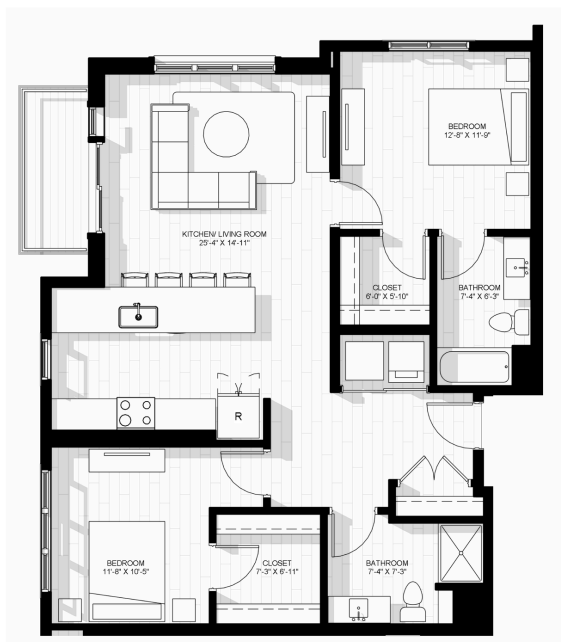 BEDROOM
12'-8" X 11'-9"
KITCHEN/ LIVING ROOM
25'-4" X 14'-11"
CLOSET
6'-0" X 5'-10"
BATHROOM
7'-4" X 6'-3"
R
BEDROOM
11'-8" X 10'-5"
CLOSET
7'-3" X 6'-11"
BATHROOM
7'-4" X 7'-3"